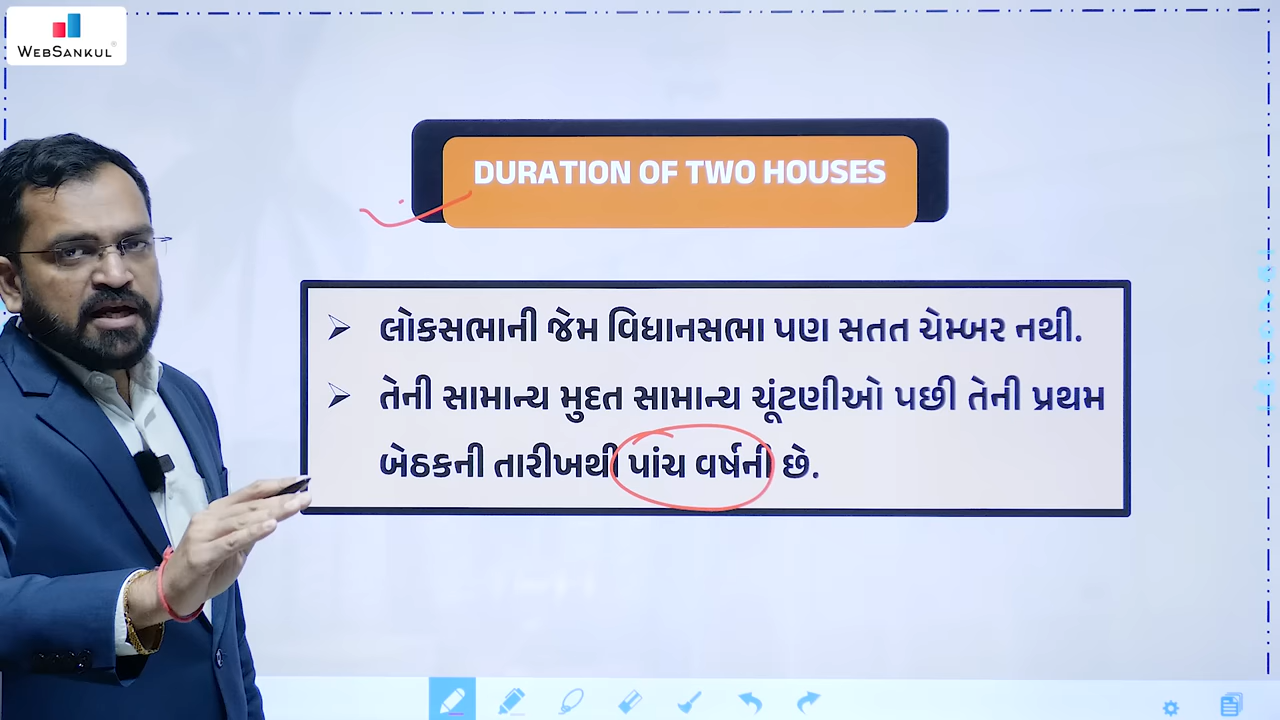 WEBSANKUL
DURATION OF TWO HOUSES
લોકસભાની જેમ વિધાનસભા પણ સતત ચેમ્બર નથી.
તેની સામાન્ય મુદત સામાન્ય ચૂંટણીઓ પછી તેની પ્રથમ
બેઠકની તારીખથી પાંચ વર્ષની છે.